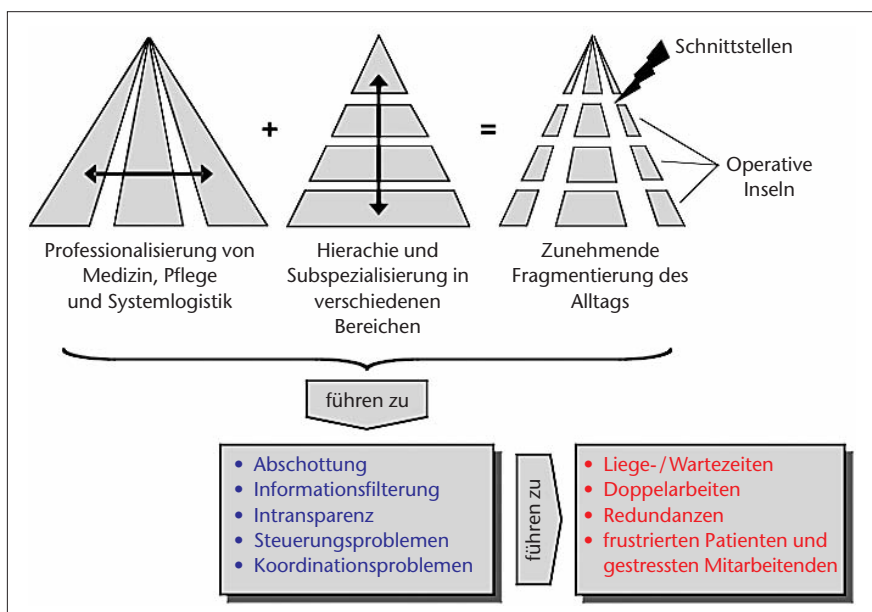 Schnittstellen
+
=
Operative
Inseln
Professionalisierung von
Medizin, Pflege
und Systemlogistik
Hierachie und
Subspezialisierung in
verschiedenen
Bereichen
Zunehmende
Fragmentierung des
Alltags
führen zu
• Abschottung
• Informationsfilterung
• Intransparenz
• Steuerungsproblemen
• Koordinationsproblemen
führen zu
• Liege-/Wartezeiten
• Doppelarbeiten
• Redundanzen
• frustrierten Patienten und
gestressten Mitarbeitenden